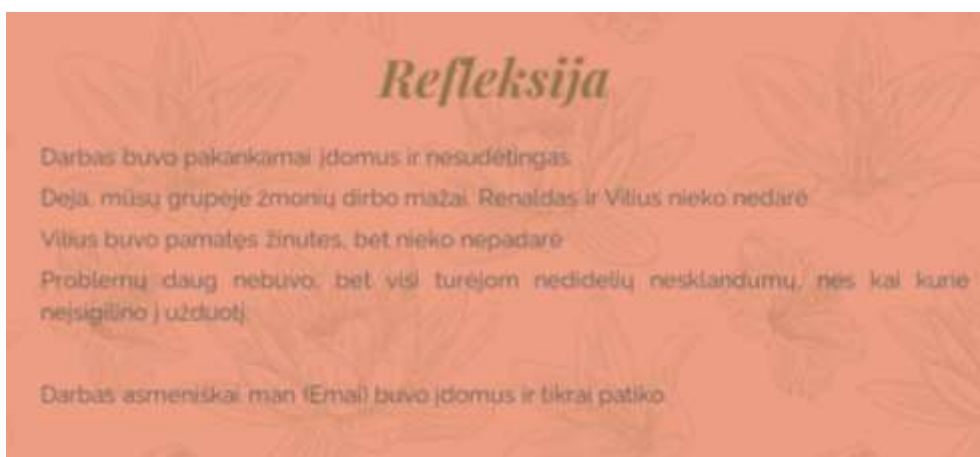 Refleksija
Darbas buvo pakankamai įdomus ir nesudėtingas.
Deja, mūsų grupėje žmonių dirbo mažai. Renaldas ir Vilius nieko nedarė.
Vilius buvo pamatęs žinutes, bet nieko nepadarė.
Problemų daug nebuvo, bet visi turėjom nedidelių nesklandumų, nes kai kurie
neįsigilino į užduotį.
Darbas asmeniškai man (Emai) buvo įdomus ir tikrai patiko.